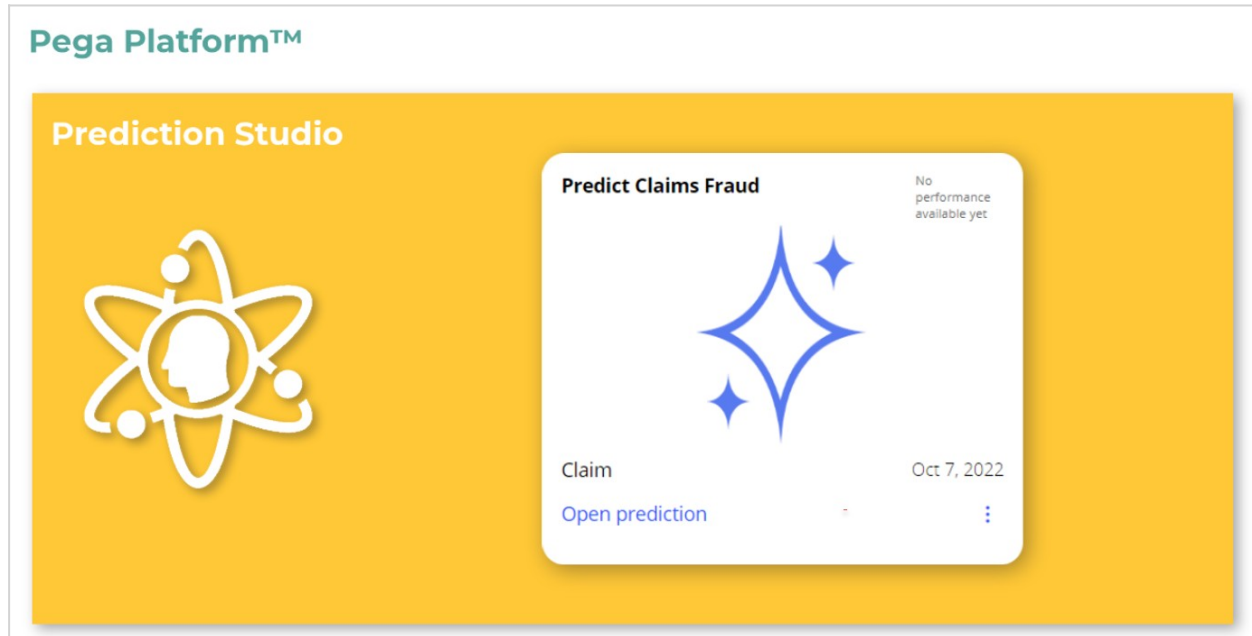 Pega Platform™
Prediction Studio
Predict Claims Fraud
No
performance
available yet
Claim
Oct 7, 2022
Open prediction